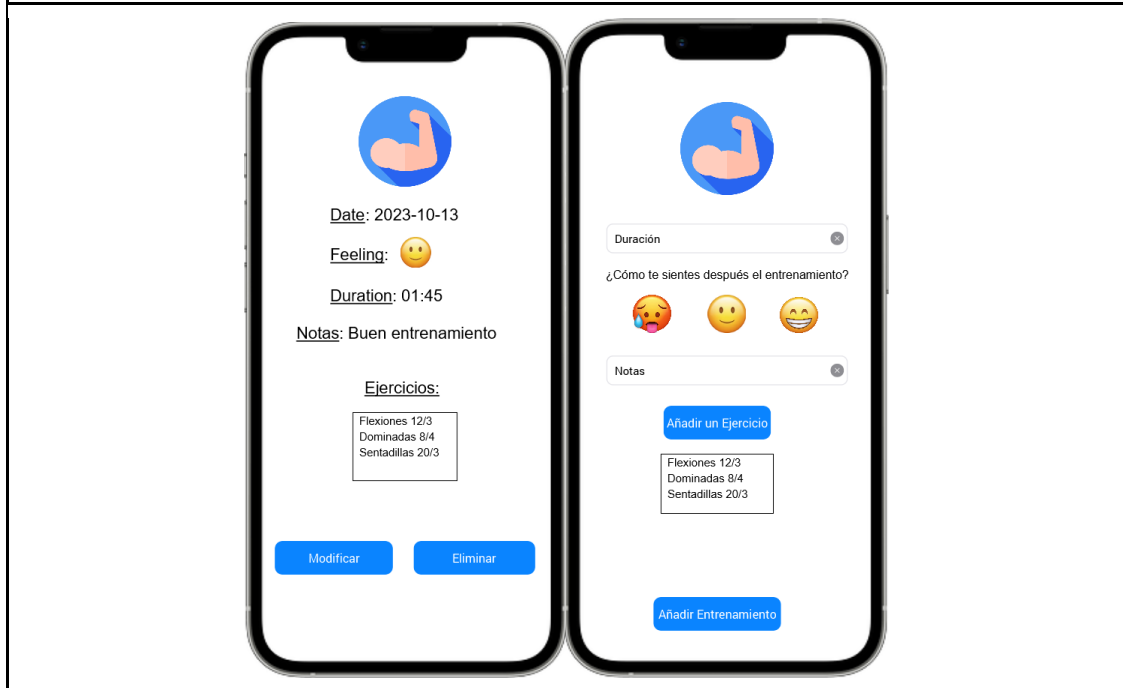 Date: 2023-10-13
Feeling:
Duration: 01:45
Notas: Buen entrenamiento
Ejercicios:
Flexiones 12/3
Dominadas 8/4
Sentadillas 20/3
Modificar
Eliminar
Duración
¿Cómo te sientes después el entrenamiento?
Notas
Añadir un Ejercicio
Flexiones 12/3
Dominadas 8/4
Sentadillas 20/3
Añadir Entrenamiento